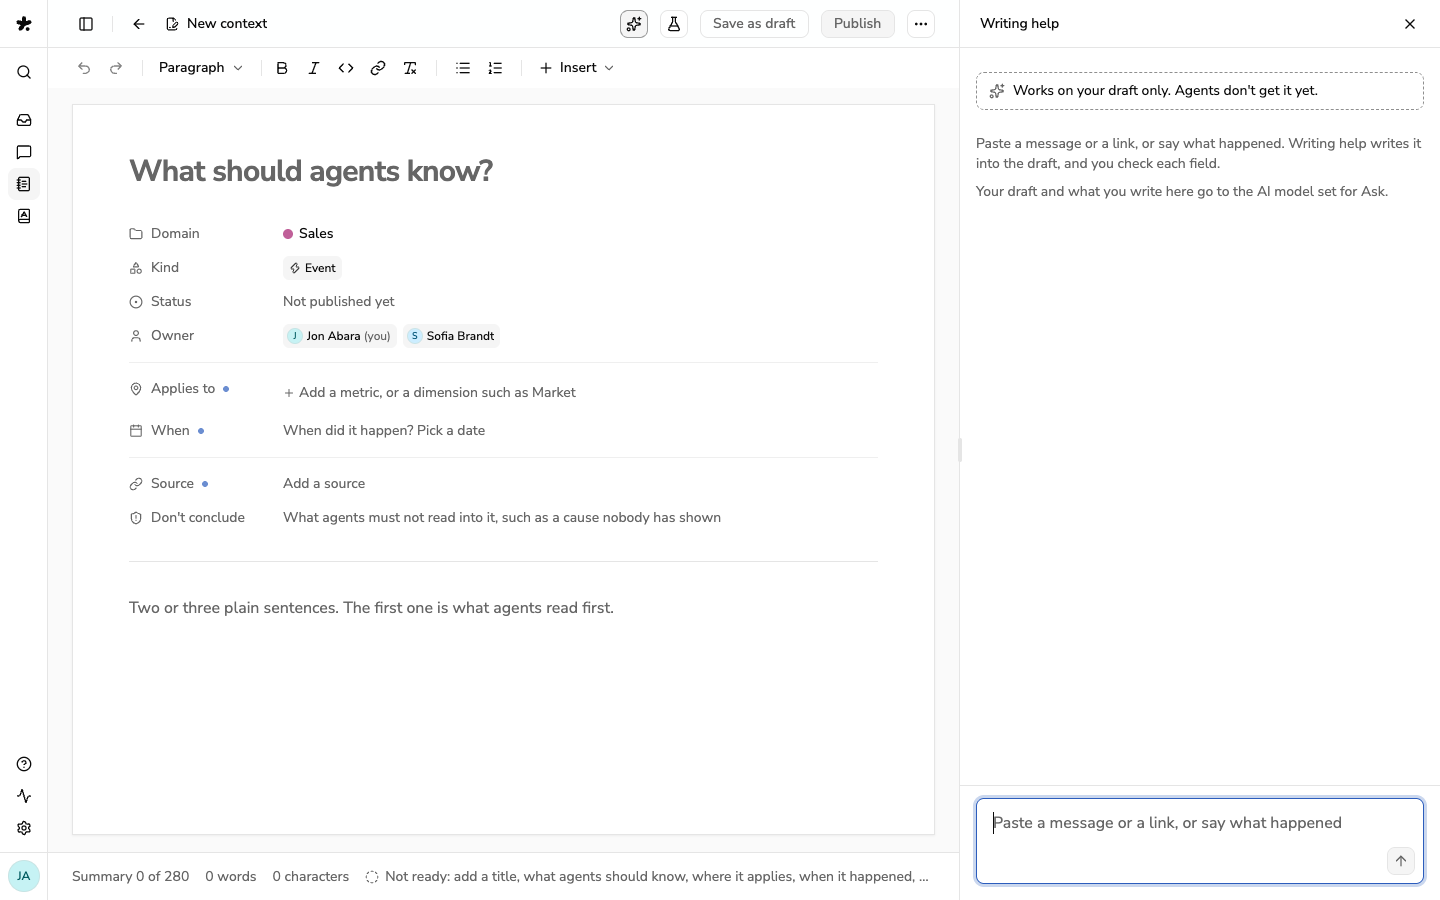 New context
Save as draft
Publish
Writing help
Paragraph
Insert
Works on your draft only. Agents don't get it yet.
Paste a message or a link, or say what happened. Writing help writes it
into the draft, and you check each field.
Your draft and what you write here go to the AI model set for Ask.
What should agents know?
Domain
Sales
Kind
Event
Status
Not published yet
Owner
J Jon Abara (you) S Sofia Brandt
Applies to
Add a metric, or a dimension such as Market
When
When did it happen? Pick a date
Source
Add a source
Don't conclude
What agents must not read into it, such as a cause nobody has shown
Two or three plain sentences. The first one is what agents read first.
Paste a message or a link, or say what happened
JA
Summary 0 of 280
0 words
0 characters
Not ready: add a title, what agents should know, where it applies, when it happened, ...